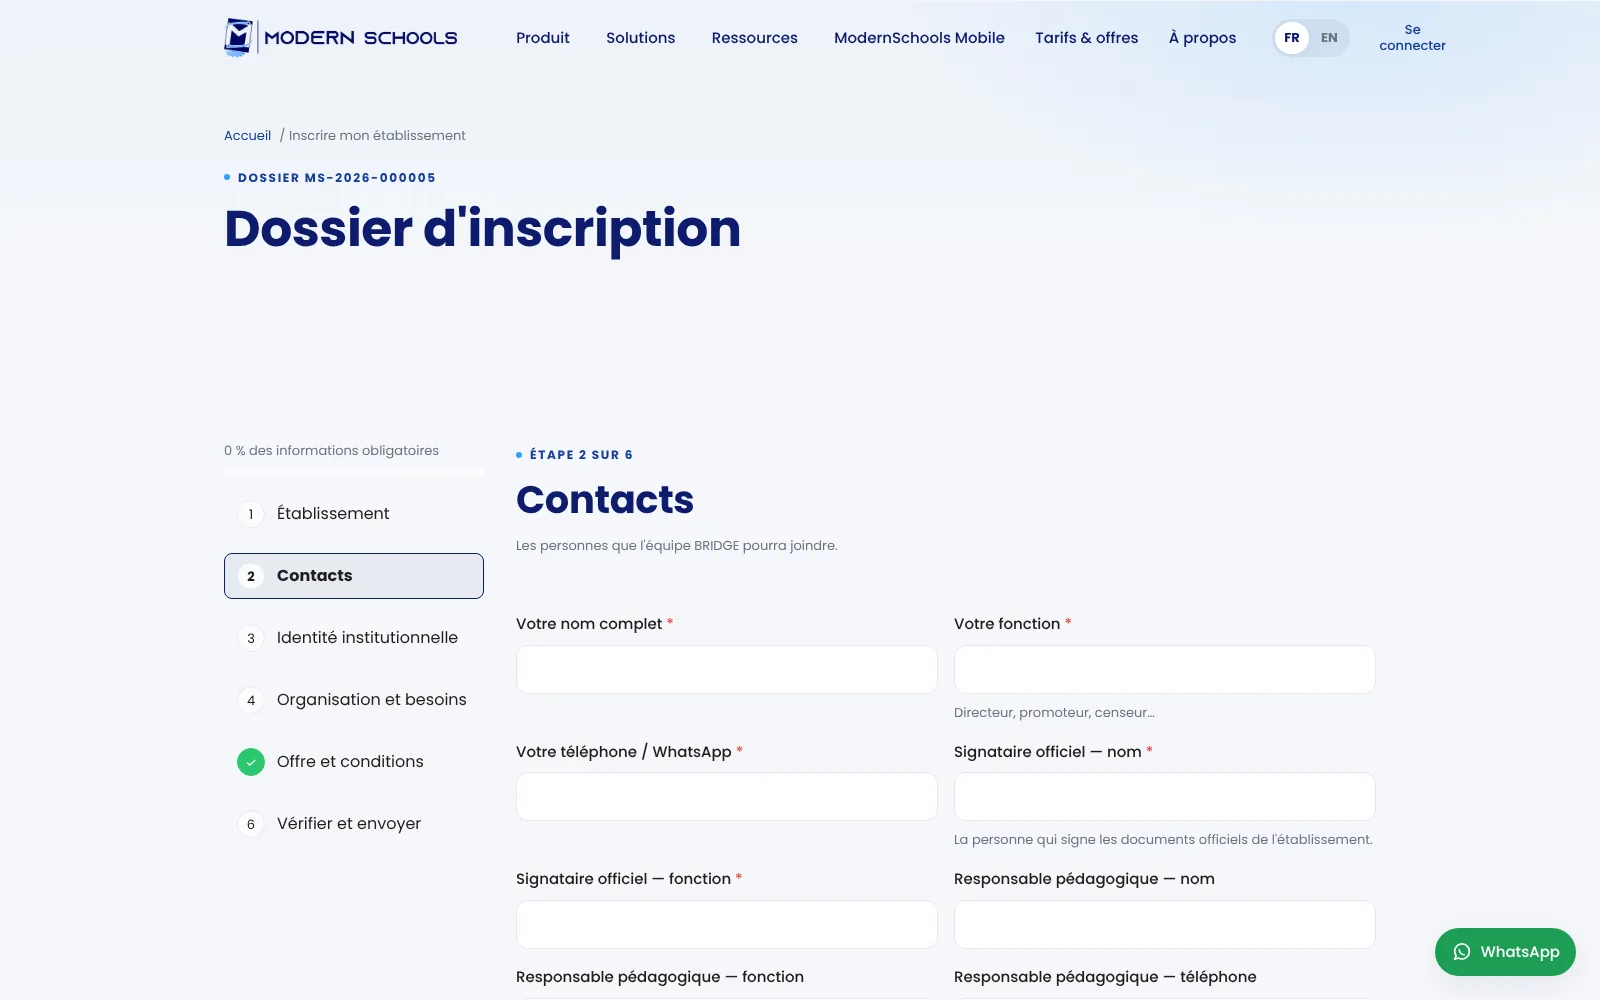 MODERN SCHOOLS
Produit
Solutions
Ressources
ModernSchools Mobile
Tarifs & offres
À propos
FR
EN
Se
connecter
Accueil / Inscrire mon établissement
DOSSIER MS-2026-000005
Dossier d'inscription
0 % des informations obligatoires
1 Établissement
2 Contacts
3 Identité institutionnelle
4 Organisation et besoins
Offre et conditions
6 Vérifier et envoyer
ÉTAPE 2 SUR 6
Contacts
Les personnes que l'équipe BRIDGE pourra joindre.
Votre nom complet *
Votre fonction *
Directeur, promoteur, censeur…
Votre téléphone / WhatsApp *
Signataire officiel — nom *
La personne qui signe les documents officiels de l'établissement.
Signataire officiel — fonction *
Responsable pédagogique — nom
Responsable pédagogique — fonction
Responsable pédagogique — téléphone
WhatsApp